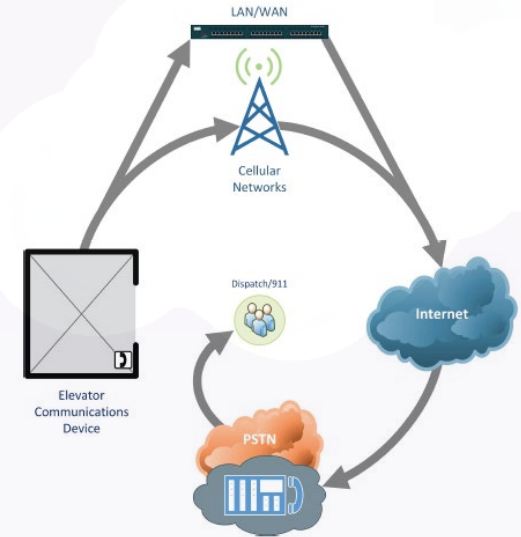 LAN/WAN
Cellular
Networks
Dispatch/911
Internet
Elevator
Communications
Device
PSTN